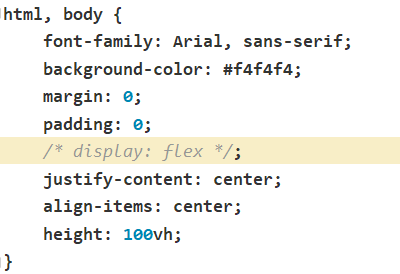 html, body {
font-family: Arial, sans-serif;
background-color: #f4f4f4;
margin: 0;
padding: 0;
/* display: flex */;
justify-content: center;
align-items: center;
height: 100vh;
}